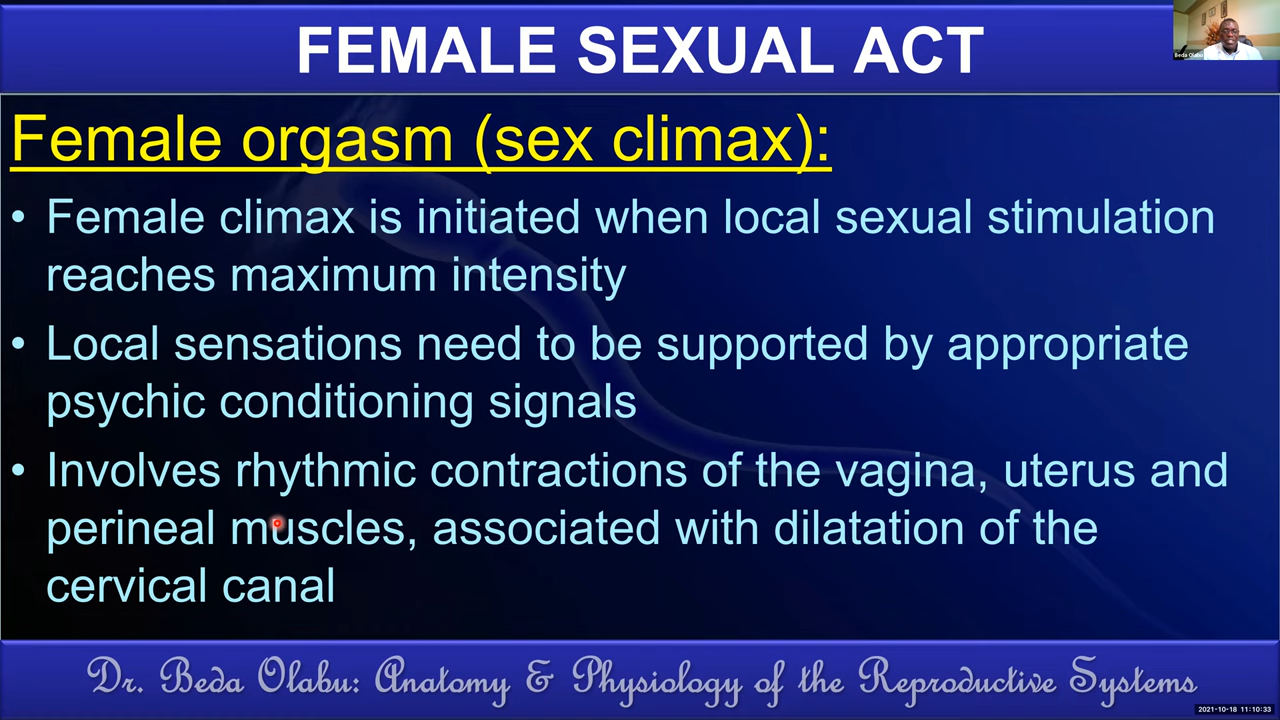 FEMALE SEXUAL ACT
Beda Olabu
Female orgasm (sex climax):
• Female climax is initiated when local sexual stimulation
reaches maximum intensity
• Local sensations need to be supported by appropriate
psychic conditioning signals
• Involves rhythmic contractions of the vagina, uterus and
perineal muscles, associated with dilatation of the
cervical canal
Dr. Beda Olabu: Anatomy & Physiology of the Reproductive Systems
2021-10-18 11:10:33